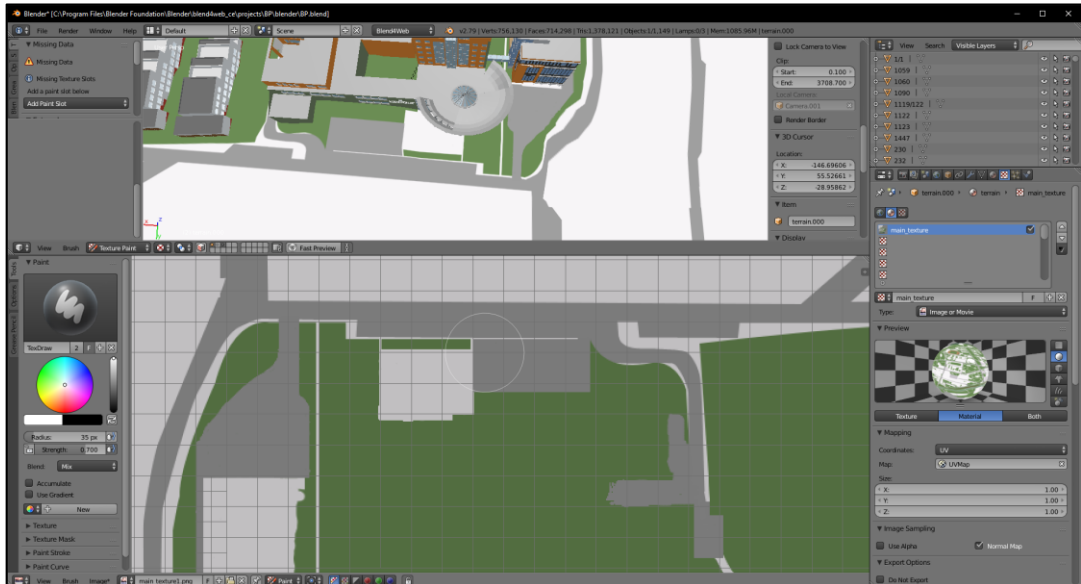 Blender* [C:\Program Files\Blender Foundation\Blender\blend4web_ce\projects\BP\blender\BP.blend]
File Render Window Help Default Scene Blend4Web v2.79 | Verts:756,130 | Faces:714,298 | Tris:1,378,121 | Objects:1/1,149 | Lamps:0/3 | Mem:1085.96M | terrain.000
Missing Data
Missing Data
Missing Texture Slots
Add a paint slot below
Add Paint Slot
Lock Camera to View
Clip:
Start: 0.100
End: 3708.700
Local Camera:
Camera.001
Render Border
3D Cursor
Location:
X: -146.69606
Y: 55.52661
Z: -28.95862
Item
terrain.000
Display
View Search Visible Layers
1/1
1059
1060
1090
1119/122
1122
1123
1447
230
232
terrain.000 terrain main_texture
main_texture
View Brush Texture Paint Fast Preview
Tools
Options
Grease Pencil
Paint
TexDraw 2 F
Radius: 35 px
Strength: 0.700
Blend: Mix
Accumulate
Use Gradient
New
Texture
Texture Mask
Paint Stroke
Paint Curve
main_texture F
Type: Image or Movie
Preview
Texture Material Both
Mapping
Coordinates: UV
Map: UVMap
Size:
X: 1.00
Y: 1.00
Z: 1.00
Image Sampling
Use Alpha Normal Map
Export Options
Do Not Export
View Brush Image* main_texture1.png F Paint